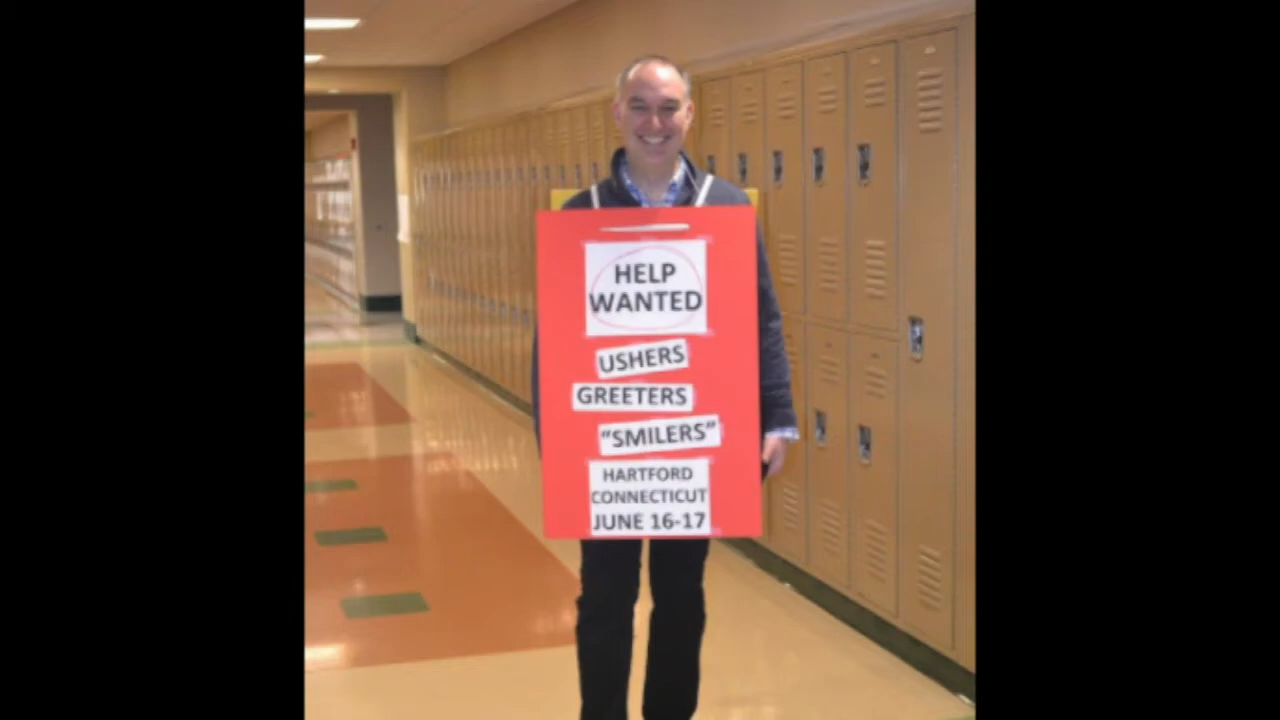 HELP
WANTED
USHERS
GREETERS
"SMILERS"
HARTFORD
CONNECTICUT
JUNE 16-17